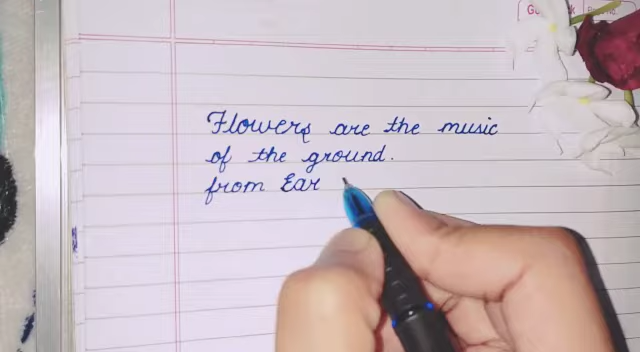 Flowers are the music
of the ground.
from Ear